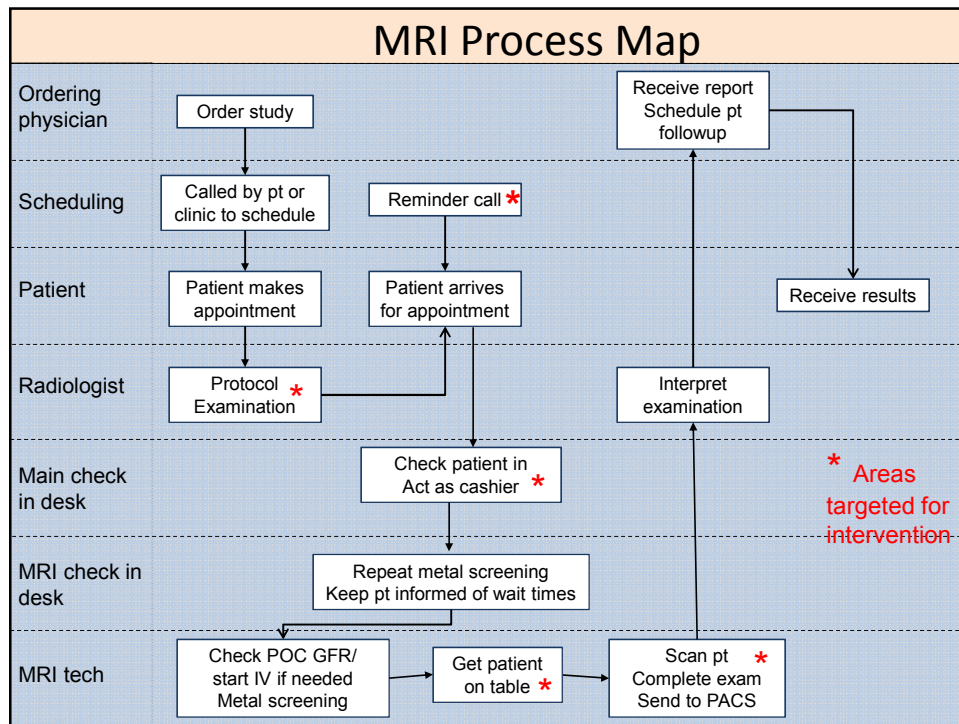 MRI Process Map
Ordering
physician
Order study
Receive report
Schedule pt
followup
Scheduling
Called by pt or
clinic to schedule
Reminder call *
Patient
Patient makes
appointment
Patient arrives
for appointment
Receive results
Radiologist
Protocol
Examination *
Interpret
examination
Main check
in desk
Check patient in
Act as cashier *
* Areas
targeted for
intervention
MRI check in
desk
Repeat metal screening
Keep pt informed of wait times
MRI tech
Check POC GFR/
start IV if needed
Metal screening
Get patient
on table *
Scan pt *
Complete exam
Send to PACS